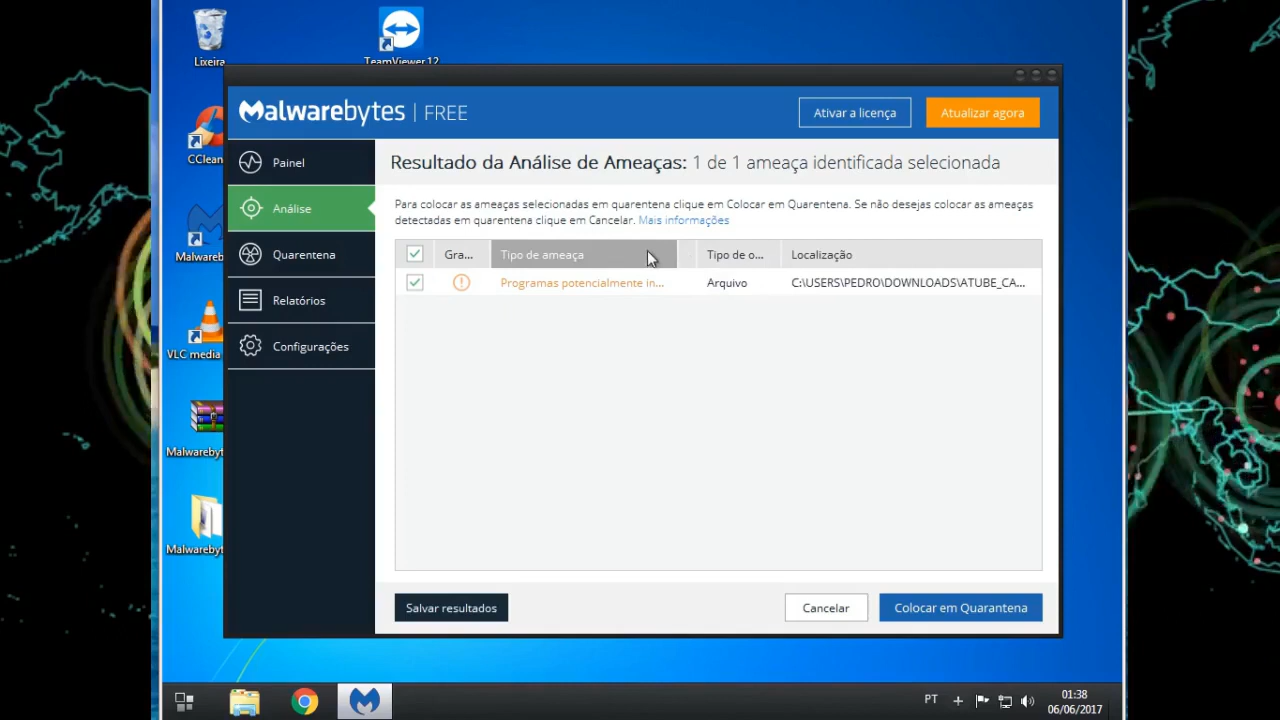 Lixeira
TeamViewer 12
CClean
Malwareb
VLC media
Malwareby
Malwareby
Malwarebytes | FREE
Ativar a licença
Atualizar agora
Painel
Análise
Quarentena
Relatórios
Configurações
Resultado da Análise de Ameaças: 1 de 1 ameaça identificada selecionada
Para colocar as ameaças selecionadas em quarentena clique em Colocar em Quarentena. Se não desejas colocar as ameaças
detectadas em quarentena clique em Cancelar. Mais informações
Gra... Tipo de ameaça Tipo de o... Localização
Programas potencialmente in... Arquivo C:\USERS\PEDRO\DOWNLOADS\ATUBE_CA...
Salvar resultados
Cancelar
Colocar em Quarentena
PT
01:38
06/06/2017